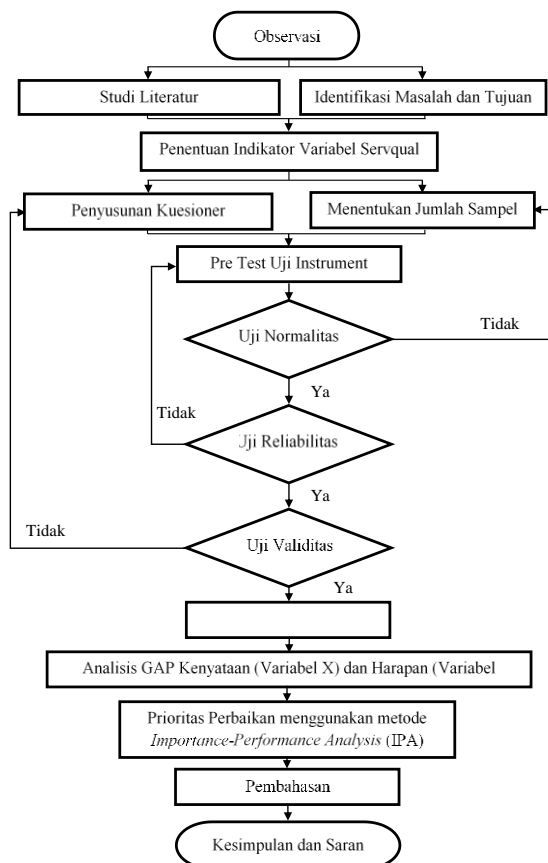 Observasi
Studi Literatur
Identifikasi Masalah dan Tujuan
Penentuan Indikator Variabel Servqual
Penyusunan Kuesioner
Menentukan Jumlah Sampel
Pre Test Uji Instrument
Uji Normalitas
Tidak
Ya
Tidak
Uji Reliabilitas
Ya
Tidak
Uji Validitas
Ya
Analisis GAP Kenyataan (Variabel X) dan Harapan (Variabel
Prioritas Perbaikan menggunakan metode
Importance-Performance Analysis (IPA)
Pembahasan
Kesimpulan dan Saran